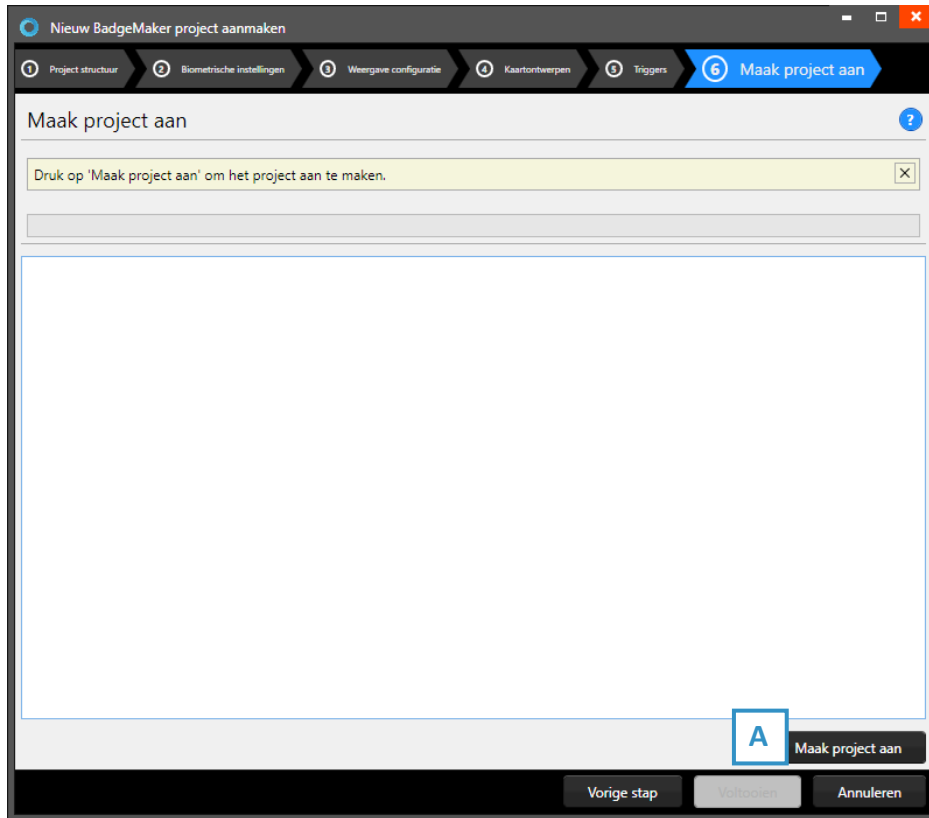 Nieuw BadgeMaker project aanmaken
1 Project structuur 2 Biometrische instellingen 3 Weergave configuratie 4 Kaartontwerpen 5 Triggers 6 Maak project aan
Maak project aan ?
Druk op 'Maak project aan' om het project aan te maken.
A
Maak project aan
Vorige stap Voltooien Annuleren